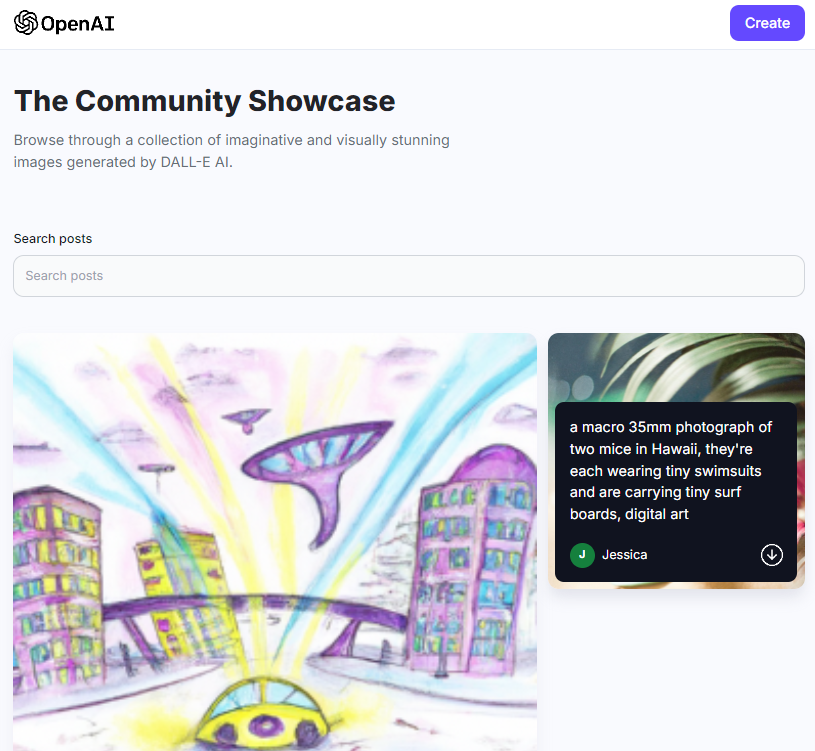 OpenAI
Create
The Community Showcase
Browse through a collection of imaginative and visually stunning
images generated by DALL-E AI.
Search posts
Search posts
a macro 35mm photograph of
two mice in Hawaii, they're
each wearing tiny swimsuits
and are carrying tiny surf
boards, digital art
J
Jessica